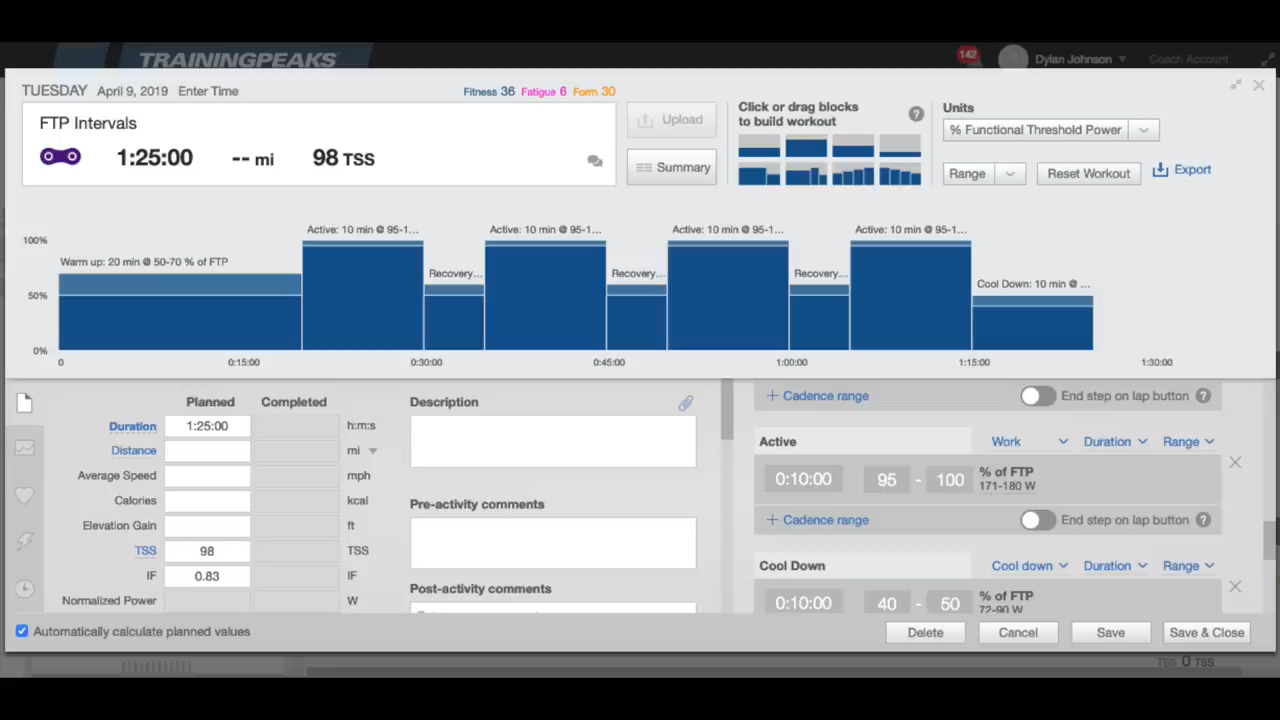 TRAININGPEAKS
142
Dylan Johnson
Coach Account
TUESDAY April 9, 2019 Enter Time
Fitness 36 Fatigue 6 Form 30
FTP Intervals
1:25:00 -- mi 98 TSS
Upload
Summary
Click or drag blocks
to build workout
?
Units
% Functional Threshold Power
Range
Reset Workout
Export
Active: 10 min @ 95-1... Active: 10 min @ 95-1... Active: 10 min @ 95-1... Active: 10 min @ 95-1...
100%
Warm up: 20 min @ 50-70 % of FTP
Recovery... Recovery... Recovery...
Cool Down: 10 min @ ...
50%
0%
0 0:15:00 0:30:00 0:45:00 1:00:00 1:15:00 1:30:00
Planned Completed
Duration 1:25:00 h:m:s
Distance mi
Average Speed mph
Calories kcal
Elevation Gain ft
TSS 98 TSS
IF 0.83 IF
Normalized Power W
Description
Pre-activity comments
Post-activity comments
+ Cadence range End step on lap button ?
Active Work Duration Range
0:10:00 95 - 100 % of FTP
171-180 W
+ Cadence range End step on lap button ?
Cool Down Cool down Duration Range
0:10:00 40 - 50 % of FTP
72-90 W
Automatically calculate planned values
Delete Cancel Save Save & Close
TSS 0 TSS